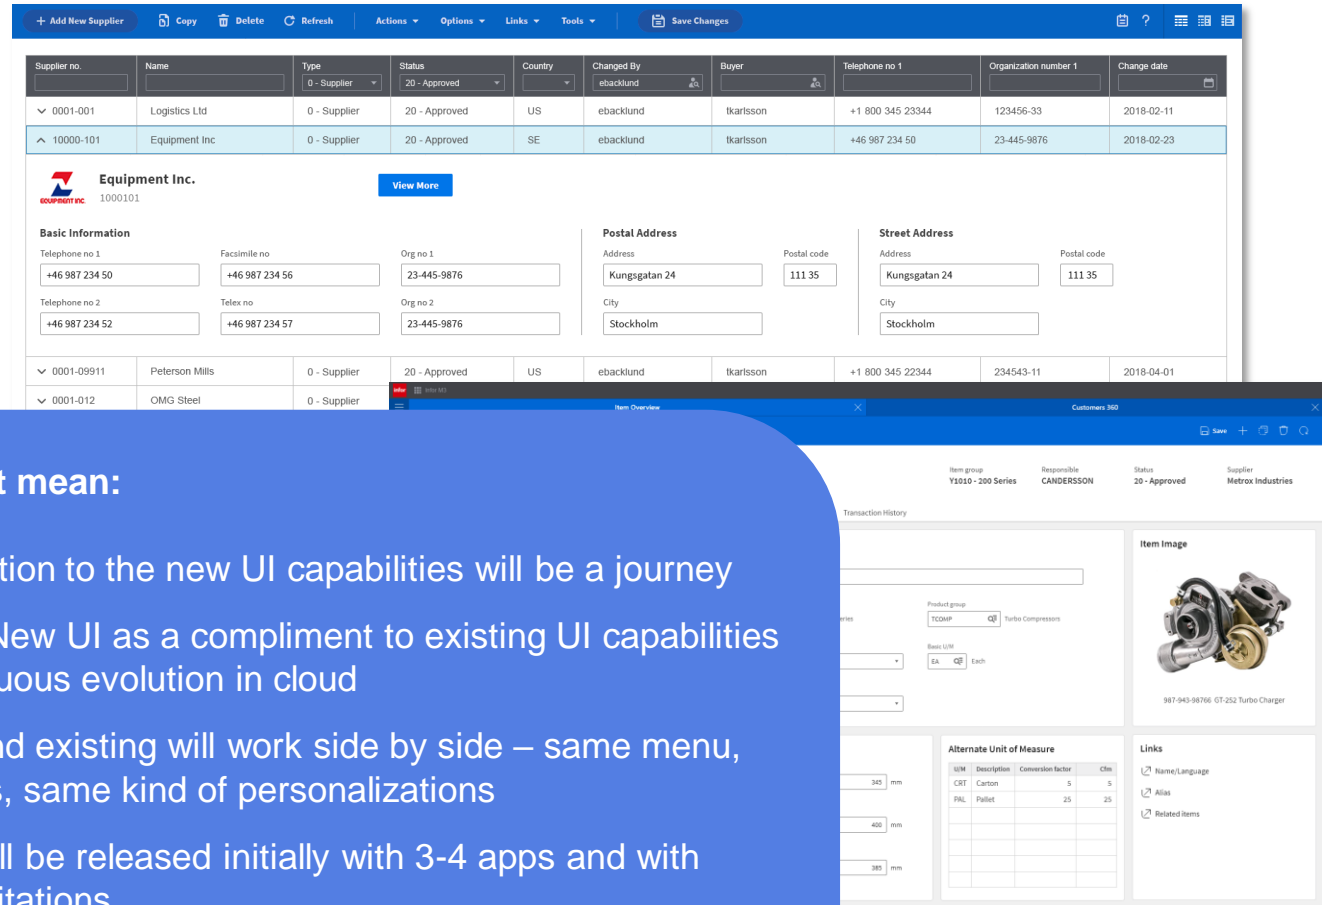 + Add New Supplier Copy Delete Refresh Actions Options Links Tools Save Changes ?
Supplier no. Name Type Status Country Changed By Buyer Telephone no 1 Organization number 1 Change date
0 - Supplier 20 - Approved ebacklund
0001-001 Logistics Ltd 0 - Supplier 20 - Approved US ebacklund tkarlsson +1 800 345 23344 123456-33 2018-02-11
10000-101 Equipment Inc 0 - Supplier 20 - Approved SE ebacklund tkarlsson +46 987 234 50 23-445-9876 2018-02-23
EQUIPMENT INC.
Equipment Inc.
1000101
View More
Basic Information Postal Address Street Address
Telephone no 1 Facsimile no Org no 1 Address Postal code Address Postal code
+46 987 234 50 +46 987 234 56 23-445-9876 Kungsgatan 24 111 35 Kungsgatan 24 111 35
Telephone no 2 Telex no Org no 2 City City
+46 987 234 52 +46 987 234 57 23-445-9876 Stockholm Stockholm
0001-09911 Peterson Mills 0 - Supplier 20 - Approved US ebacklund tkarlsson +1 800 345 22344 234543-11 2018-04-01
0001-012 OMG Steel 0 - Supplier
infor Infor M3
Item Overview Customers 360
Save
Item group Responsible Status Supplier
Y1010 - 200 Series CANDERSSON 20 - Approved Metrox Industries
Transaction History
t mean:
tion to the new UI capabilities will be a journey
New UI as a compliment to existing UI capabilities
uous evolution in cloud
nd existing will work side by side – same menu,
s, same kind of personalizations
ll be released initially with 3-4 apps and with
itations
Item Image
987-943-98766 GT-252 Turbo Charger
Product group
eries TCOMP Turbo Compressors
Basic U/M
EA Each
345 mm
400 mm
385 mm
Alternate Unit of Measure
U/M Description Conversion factor Cfm
CRT Carton 5 5
PAL Pallet 25 25
Links
Name/Language
Alias
Related items